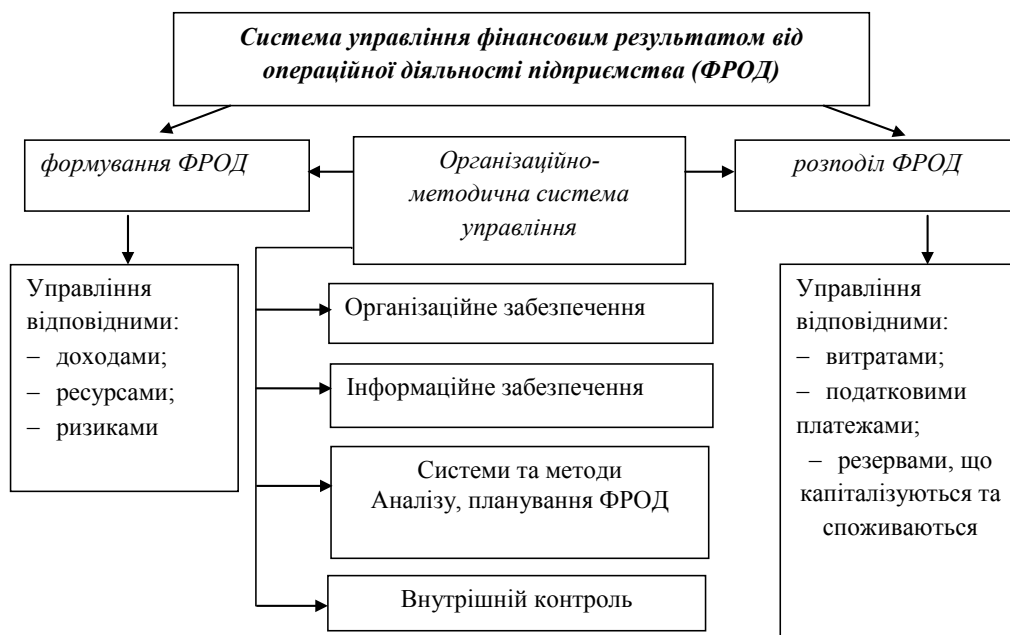 Система управління фінансовим результатом від
операційної діяльності підприємства (ФРОД)
формування ФРОД
Організаційно-
методична система
управління
розподіл ФРОД
Управління
відповідними:
– доходами;
– ресурсами;
– ризиками
Організаційне забезпечення
Інформаційне забезпечення
Системи та методи
Аналізу, планування ФРОД
Внутрішній контроль
Управління
відповідними:
– витратами;
– податковими
платежами;
– резервами, що
капіталізуються та
споживаються